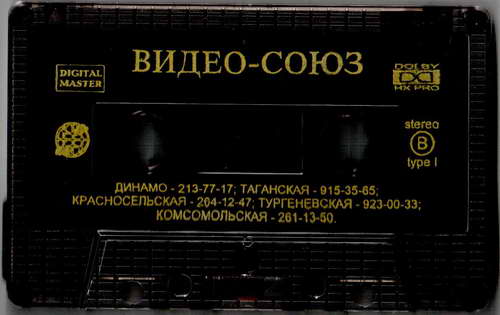 ВИДЕО-СОЮЗ
DIGITAL
MASTER
DOLBY
HX PRO
stereo
B
type I
ДИНАМО - 213-77-17; ТАГАНСКАЯ - 915-35-65;
КРАСНОСЕЛЬСКАЯ - 264-12-47; ТУРГЕНЕВСКАЯ - 923-00-33;
КОМСОМОЛЬСКАЯ - 261-13-50.